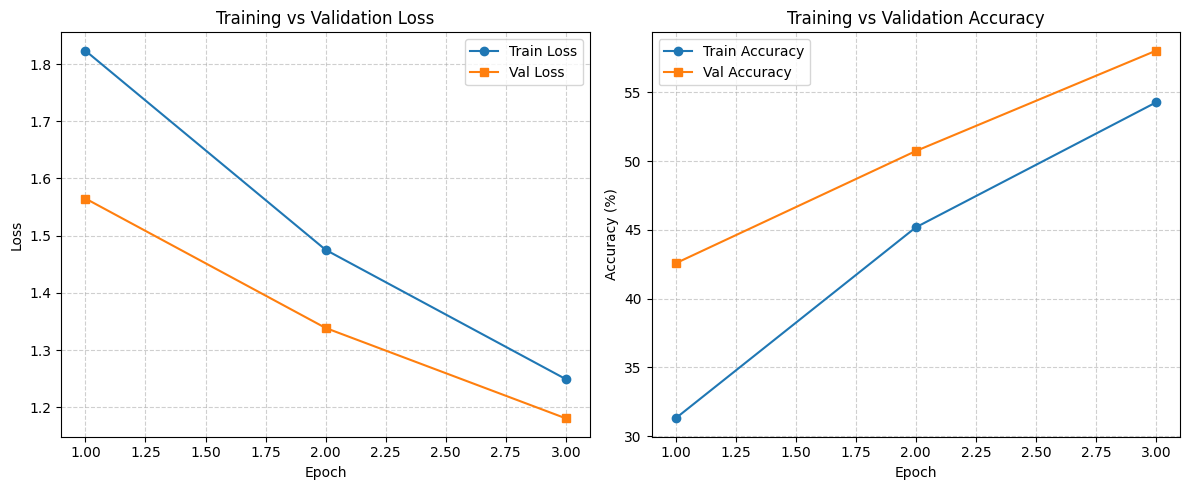 Training vs Validation Loss
Train Loss
Val Loss
1.8
1.7
1.6
1.5
1.4
1.3
1.2
Loss
1.00 1.25 1.50 1.75 2.00 2.25 2.50 2.75 3.00
Epoch
Training vs Validation Accuracy
Train Accuracy
Val Accuracy
55
50
45
40
35
30
Accuracy (%)
1.00 1.25 1.50 1.75 2.00 2.25 2.50 2.75 3.00
Epoch